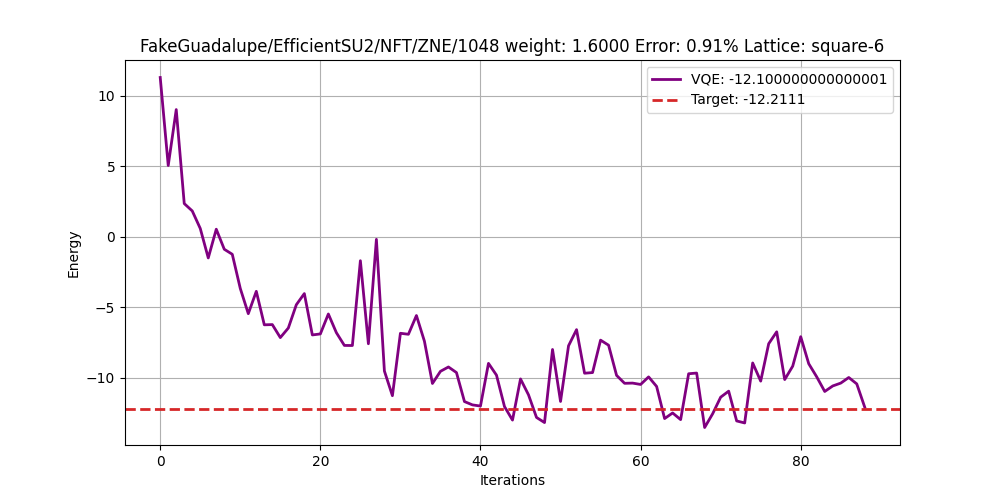 FakeGuadalupe/EfficientSU2/NFT/ZNE/1048 weight: 1.6000 Error: 0.91% Lattice: square-6
VQE: -12.100000000000001
Target: -12.2111
10
5
0
−5
−10
Energy
0 20 40 60 80
Iterations